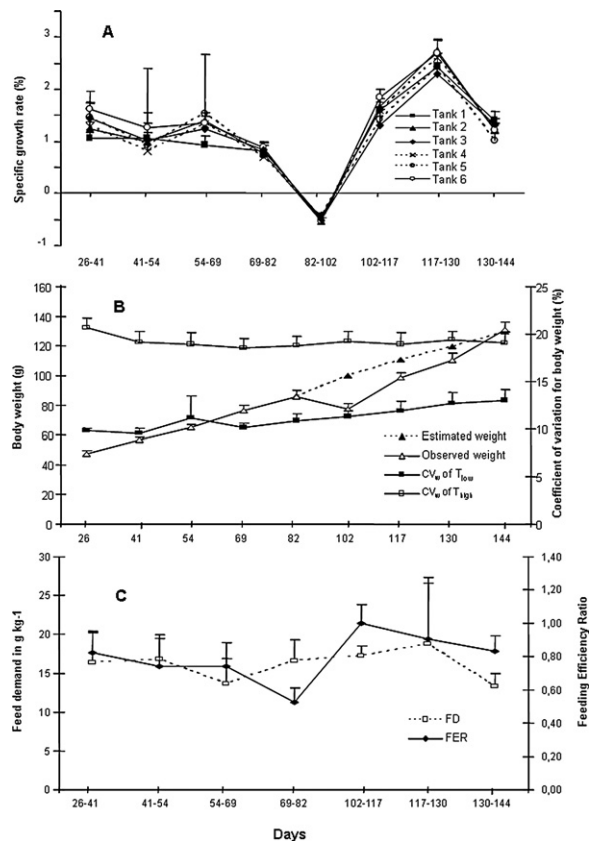 A
Specific growth rate (%)
3
2
1
0
-1
Tank 1
Tank 2
Tank 3
Tank 4
Tank 5
Tank 6
26-41 41-54 54-69 69-82 82-102 102-117 117-130 130-144
B
Body weight (g)
160
140
120
100
80
60
40
20
0
Coefficient of variation for body weight (%)
25
20
15
10
5
0
Estimated weight
Observed weight
CVw of Tlow
CVw of Thigh
26 41 54 69 82 102 117 130 144
C
Feed demand in g kg-1
30
25
20
15
10
5
0
Feeding Efficiency Ratio
1,40
1,20
1,00
0,80
0,60
0,40
0,20
0,00
FD
FER
26-41 41-54 54-69 69-82 102-117 117-130 130-144
Days